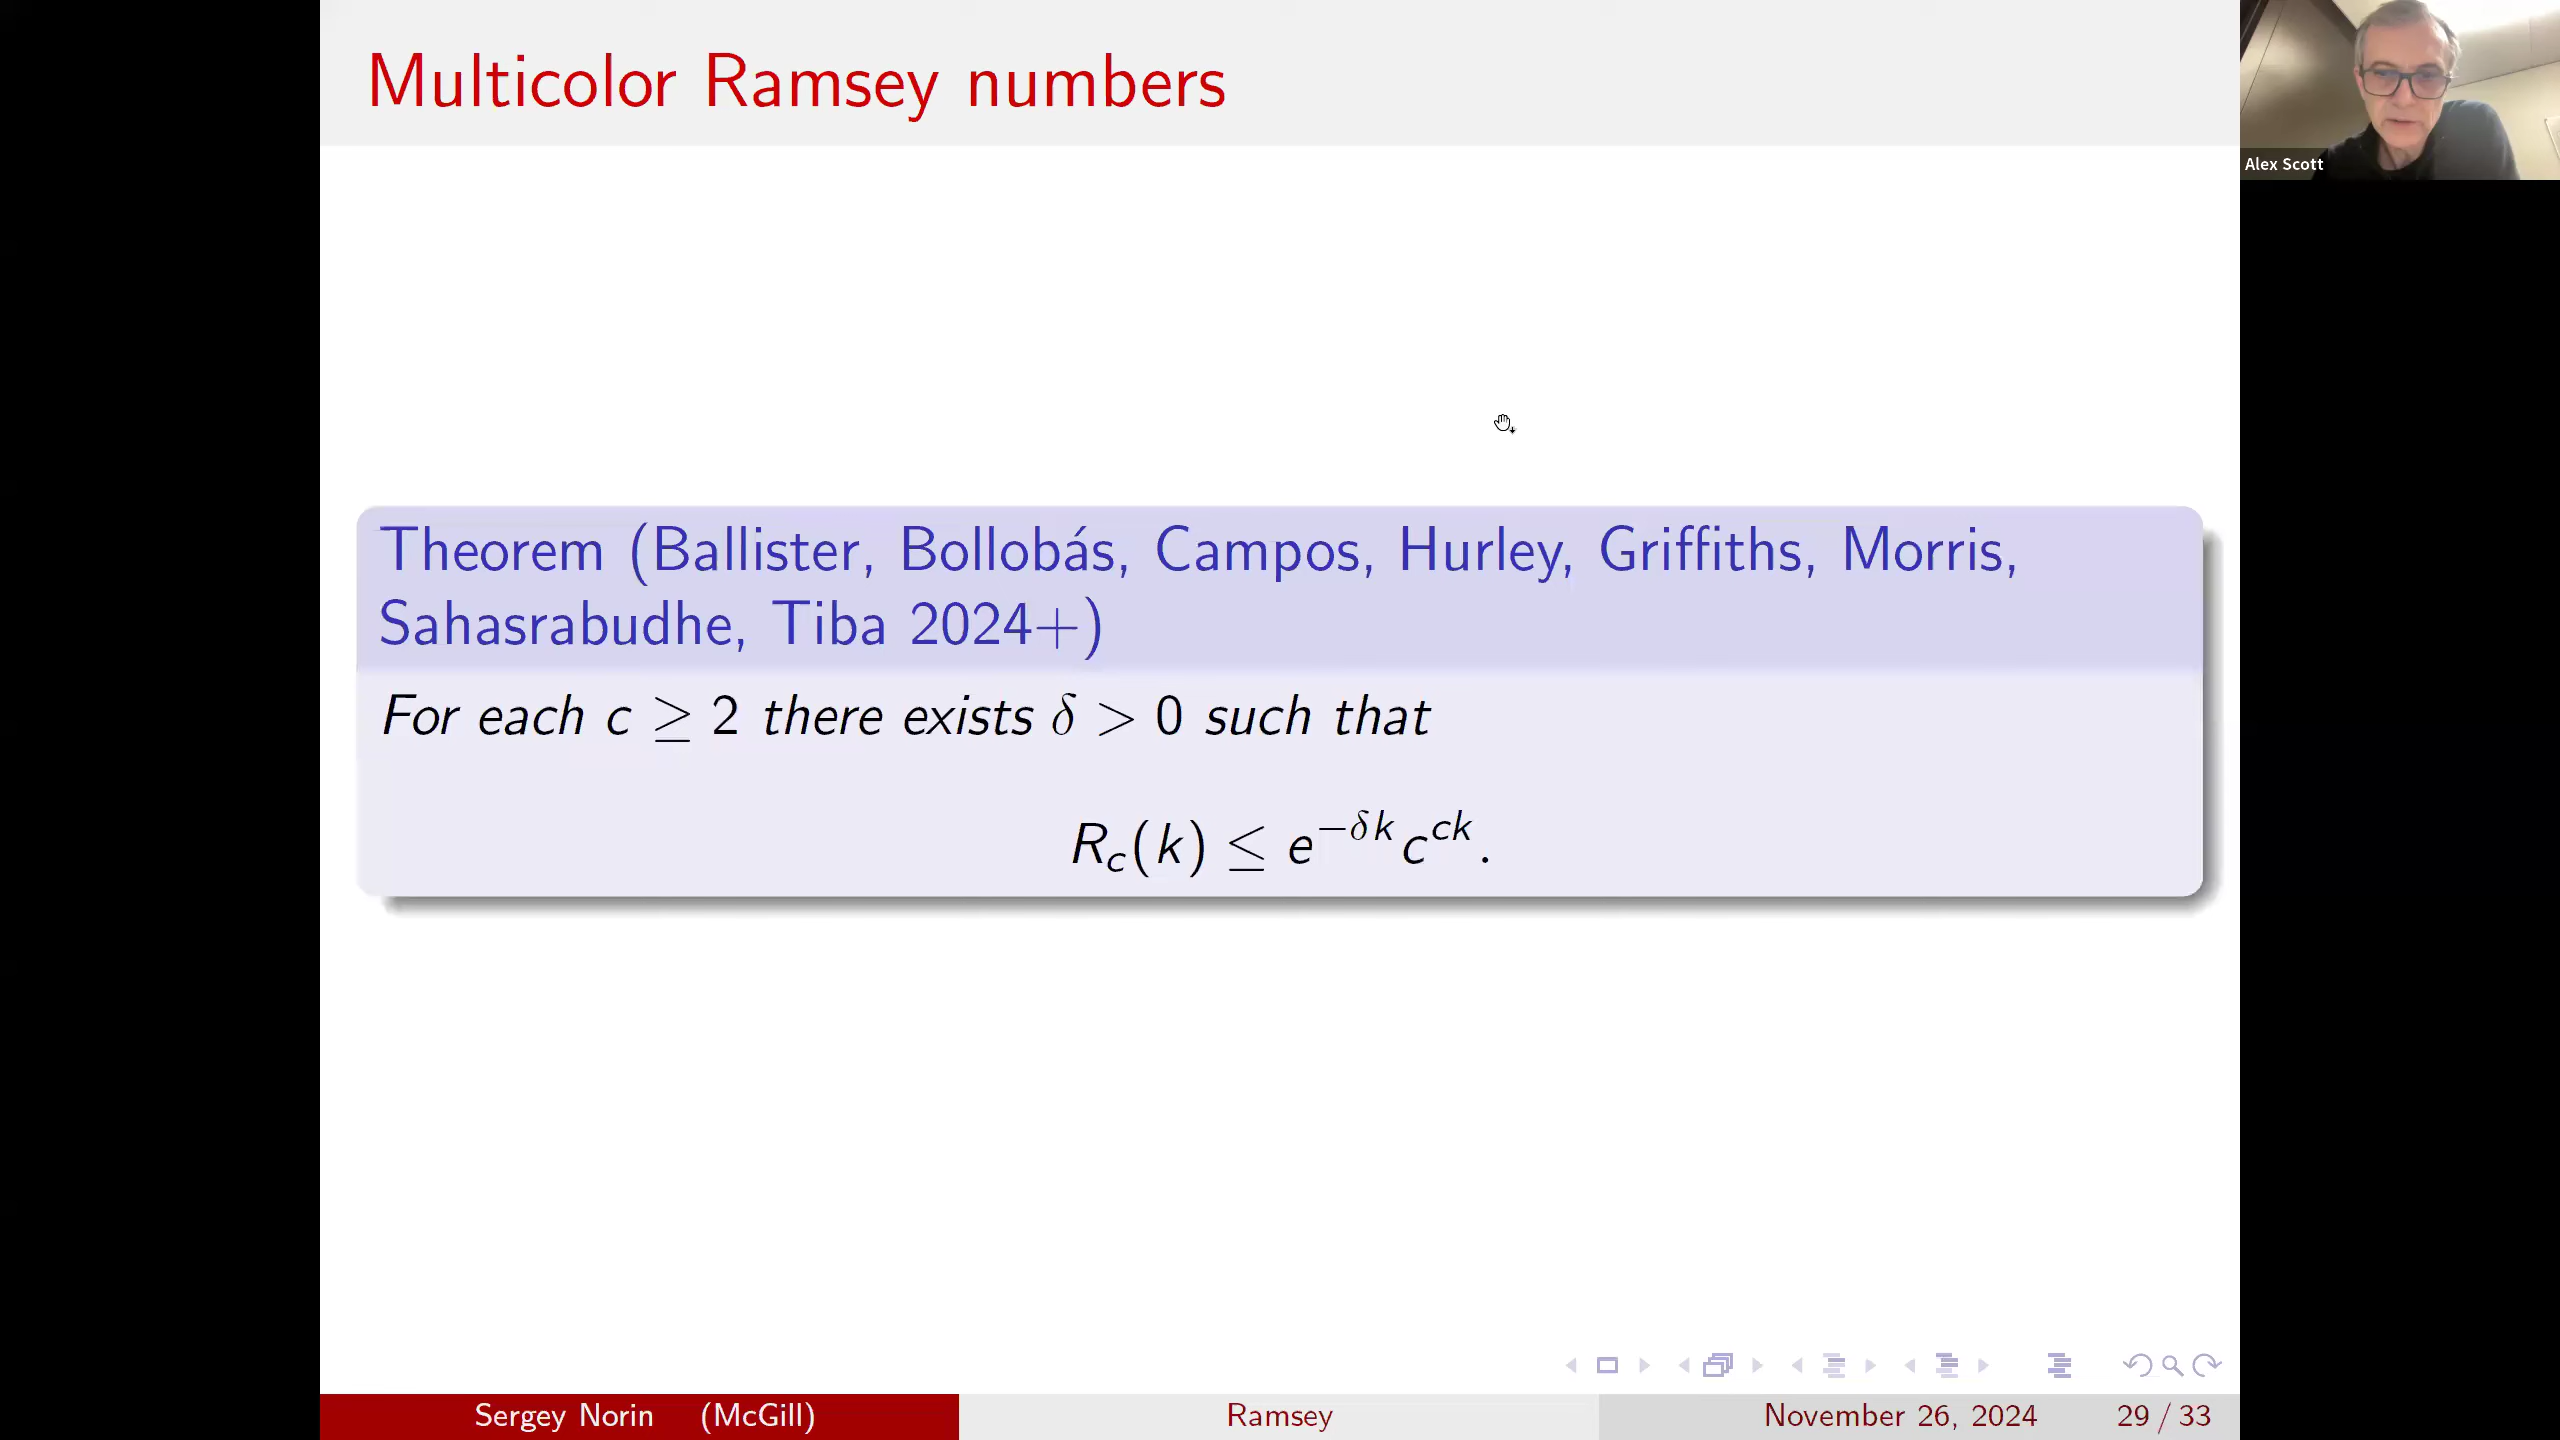 Multicolor Ramsey numbers
Alex Scott
Theorem (Ballister, Bollobás, Campos, Hurley, Griffiths, Morris,
Sahasrabudhe, Tiba 2024+)
For each c ≥ 2 there exists δ > 0 such that
R_c(k) ≤ e^{−δk} c^{ck}.
Sergey Norin (McGill) Ramsey November 26, 2024 29 / 33